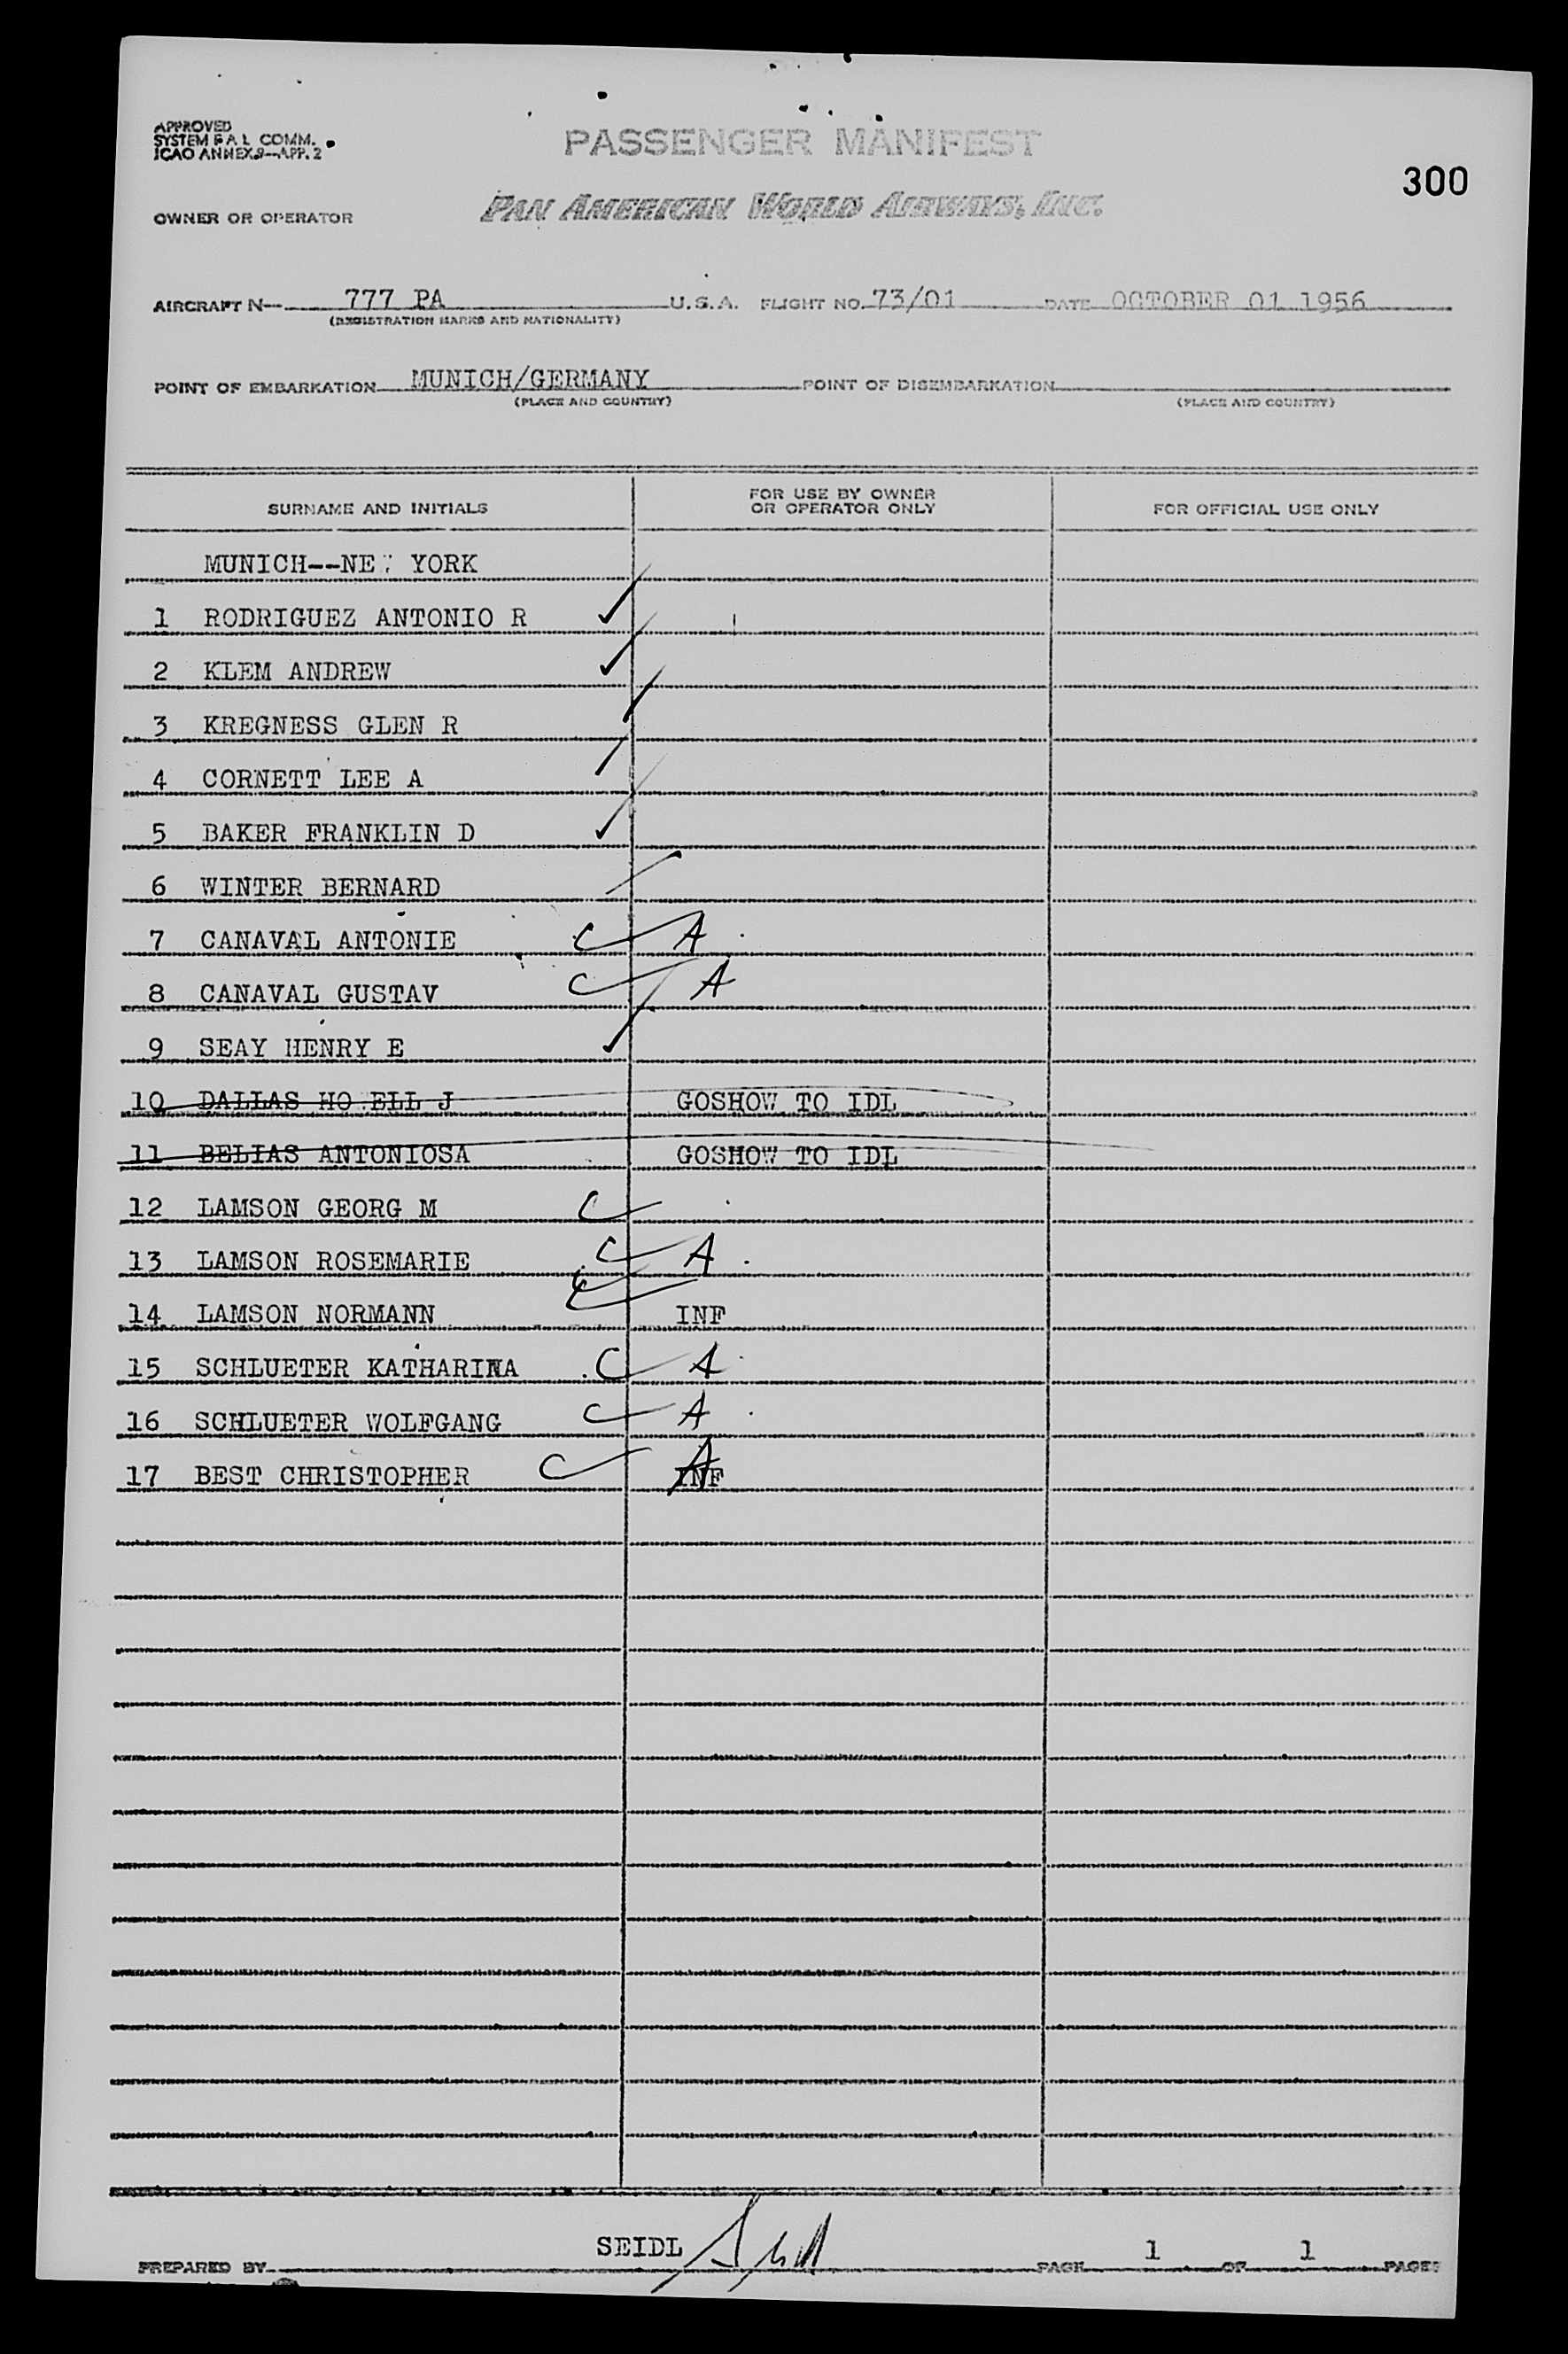 APPROVED
SYSTEM F A L COMM.
ICAO ANNEX 9—APP. 2
PASSENGER MANIFEST
300
OWNER OR OPERATOR PAN AMERICAN WORLD AIRWAYS, INC.
AIRCRAFT N— 777 PA U.S.A. FLIGHT NO. 73/01 DATE OCTOBER 01 1956
(REGISTRATION MARKS AND NATIONALITY)
POINT OF EMBARKATION MUNICH/GERMANY POINT OF DISEMBARKATION
(PLACE AND COUNTRY) (PLACE AND COUNTRY)
SURNAME AND INITIALS FOR USE BY OWNER OR OPERATOR ONLY FOR OFFICIAL USE ONLY
MUNICH--NEW YORK
1 RODRIGUEZ ANTONIO R
2 KLEM ANDREW
3 KREGNESS GLEN R
4 CORNETT LEE A
5 BAKER FRANKLIN D
6 WINTER BERNARD
7 CANAVAL ANTONIE C A
8 CANAVAL GUSTAV C A
9 SEAY HENRY E
10 DALLAS HOWELL J GOSHOW TO IDL
11 BELIAS ANTONIOSA GOSHOW TO IDL
12 LAMSON GEORG M C
13 LAMSON ROSEMARIE C A
14 LAMSON NORMANN C INF
15 SCHLUETER KATHARINA C A
16 SCHLUETER WOLFGANG C A
17 BEST CHRISTOPHER C A INF
PREPARED BY SEIDL Seidl PAGE 1 OF 1 PAGES